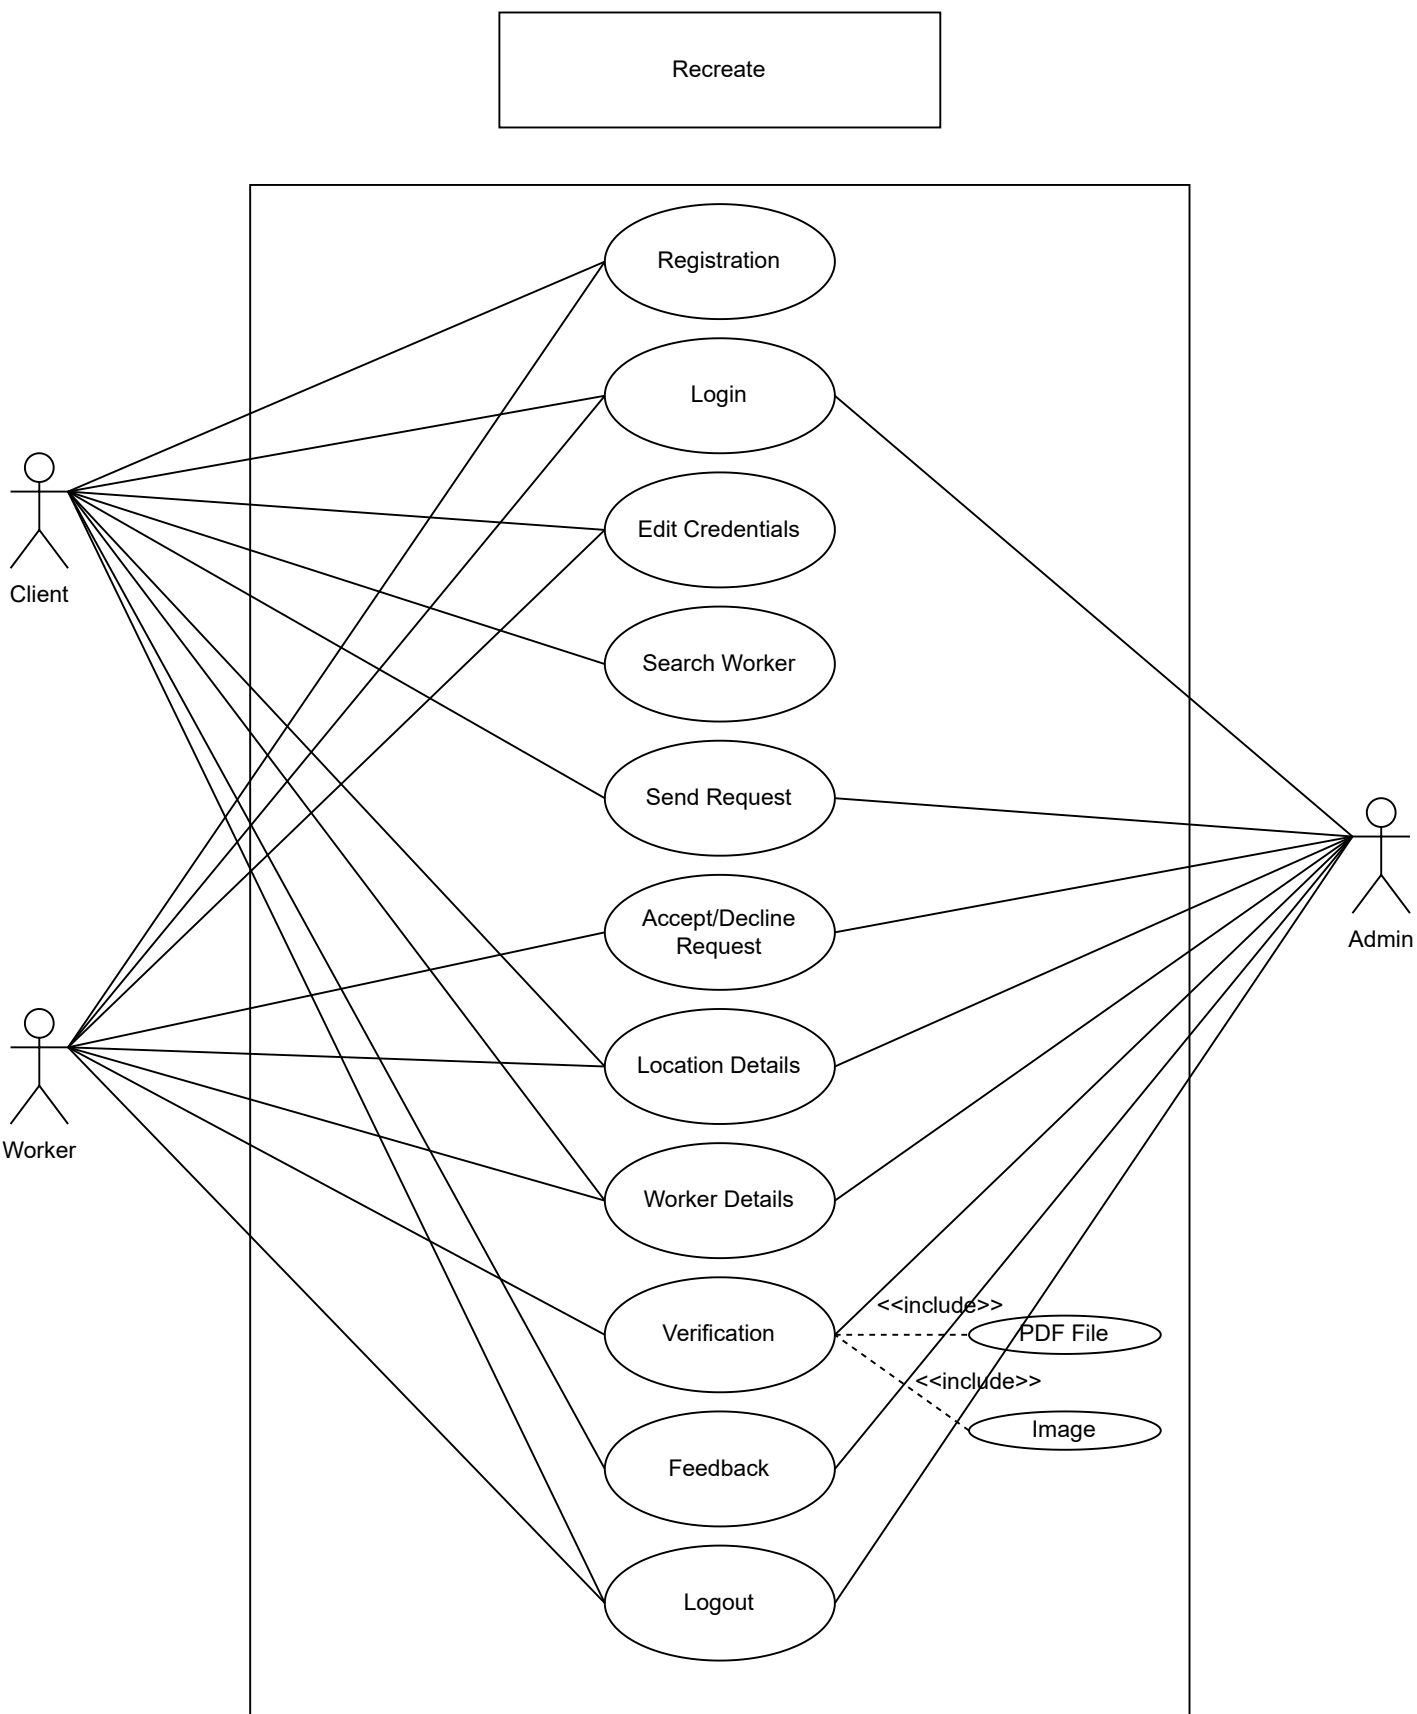 Recreate
Registration
Login
Client
Edit Credentials
Search Worker
Send Request
Accept/Decline
Request
Admin
Worker
Location Details
Worker Details
Verification
<<include>>
PDF File
<<include>>
Image
Feedback
Logout